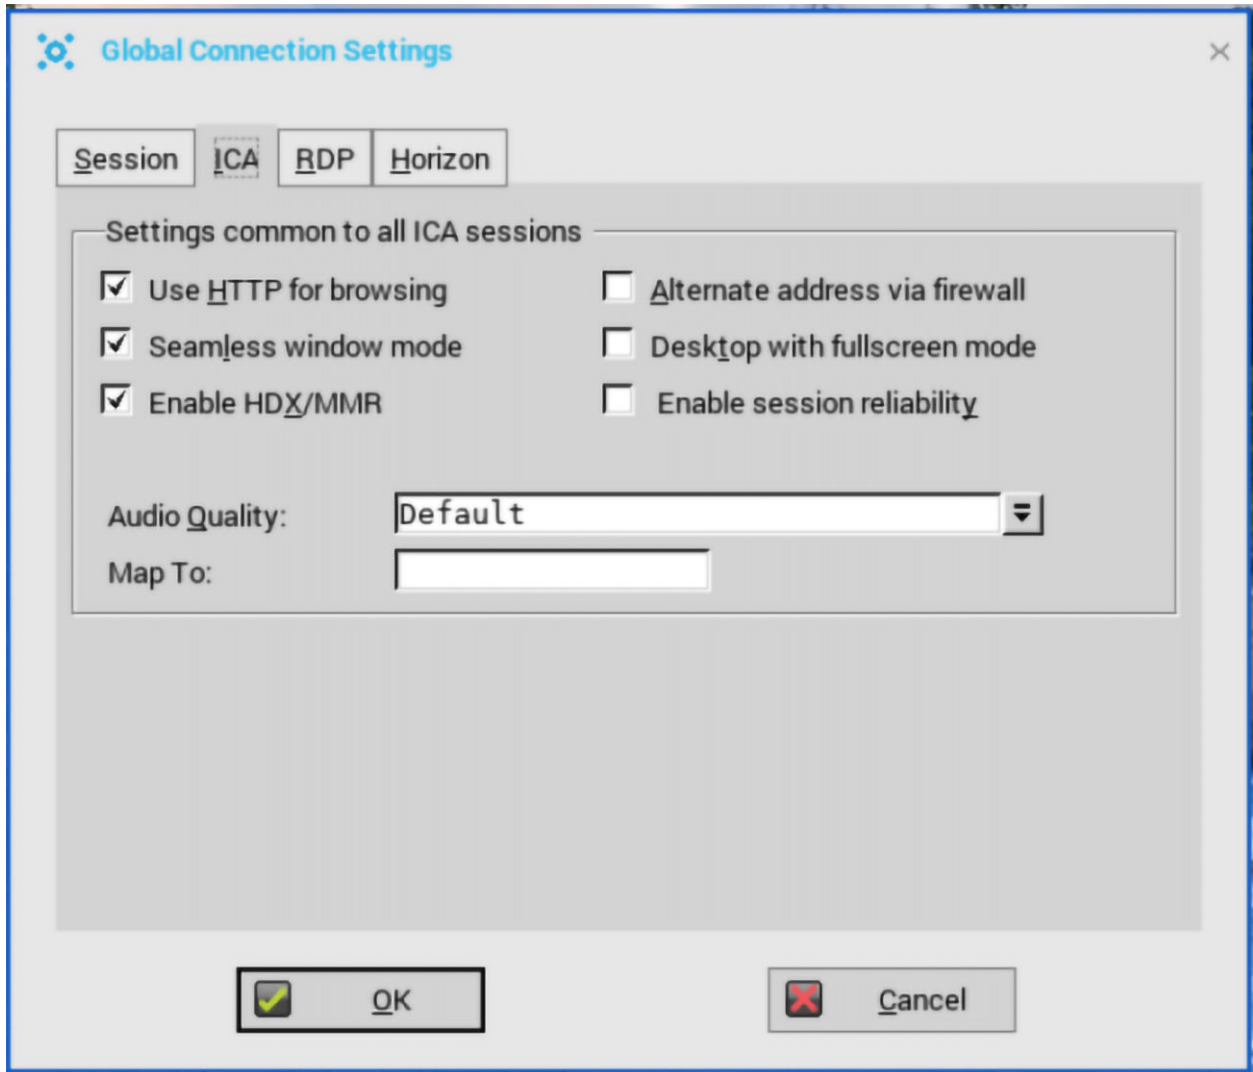 Global Connection Settings
Session ICA RDP Horizon
Settings common to all ICA sessions
Use HTTP for browsing
Alternate address via firewall
Seamless window mode
Desktop with fullscreen mode
Enable HDX/MMR
Enable session reliability
Audio Quality: Default
Map To:
OK
Cancel